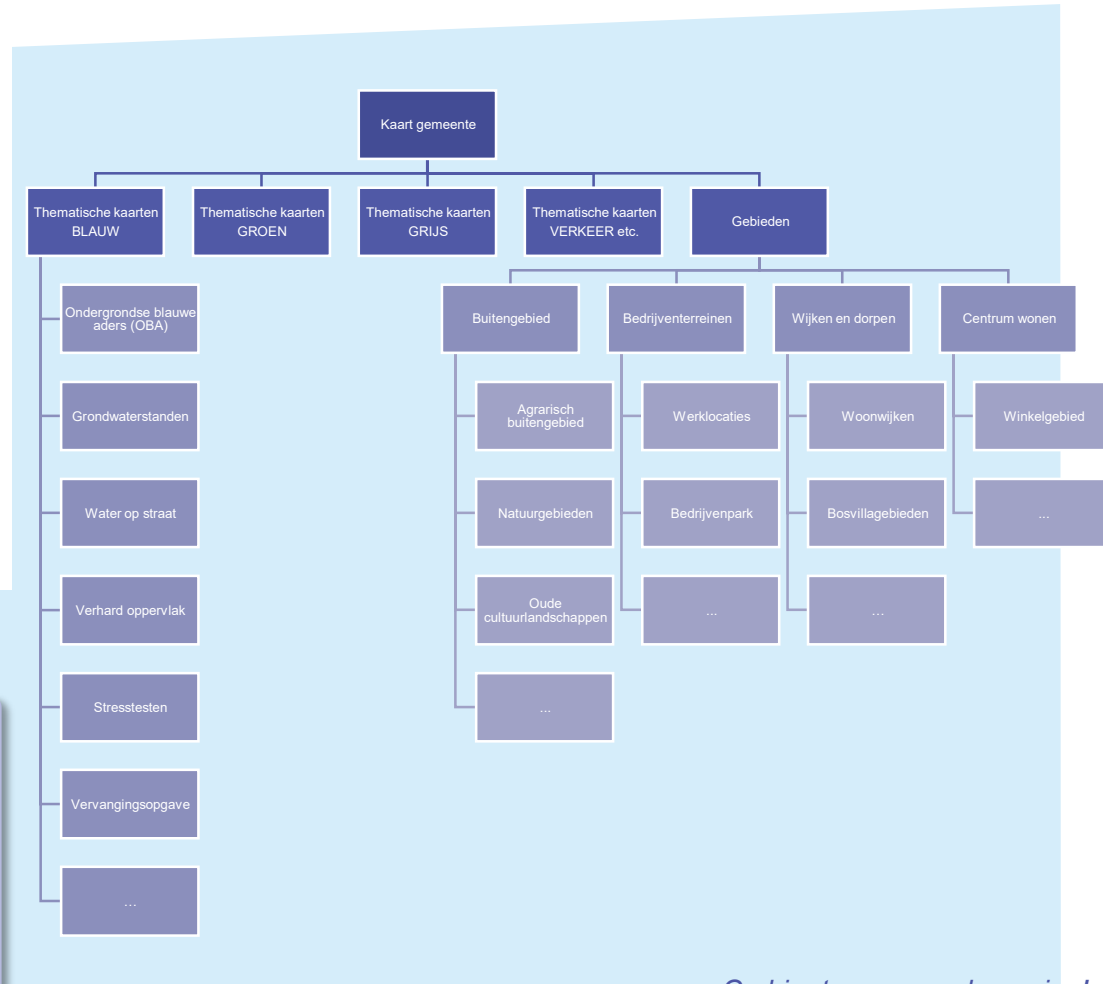 Kaart gemeente
Thematische kaarten
BLAUW
Thematische kaarten
GROEN
Thematische kaarten
GRIJS
Thematische kaarten
VERKEER etc.
Gebieden
Ondergrondse blauwe
aders (OBA)
Grondwaterstanden
Water op straat
Verhard oppervlak
Stresstesten
Vervangingsopgave
...
Buitengebied
Agrarisch
buitengebied
Natuurgebieden
Oude
cultuurlandschappen
...
Bedrijventerreinen
Werklocaties
Bedrijvenpark
...
Wijken en dorpen
Woonwijken
Bosvillagebieden
...
Centrum wonen
Winkelgebied
...